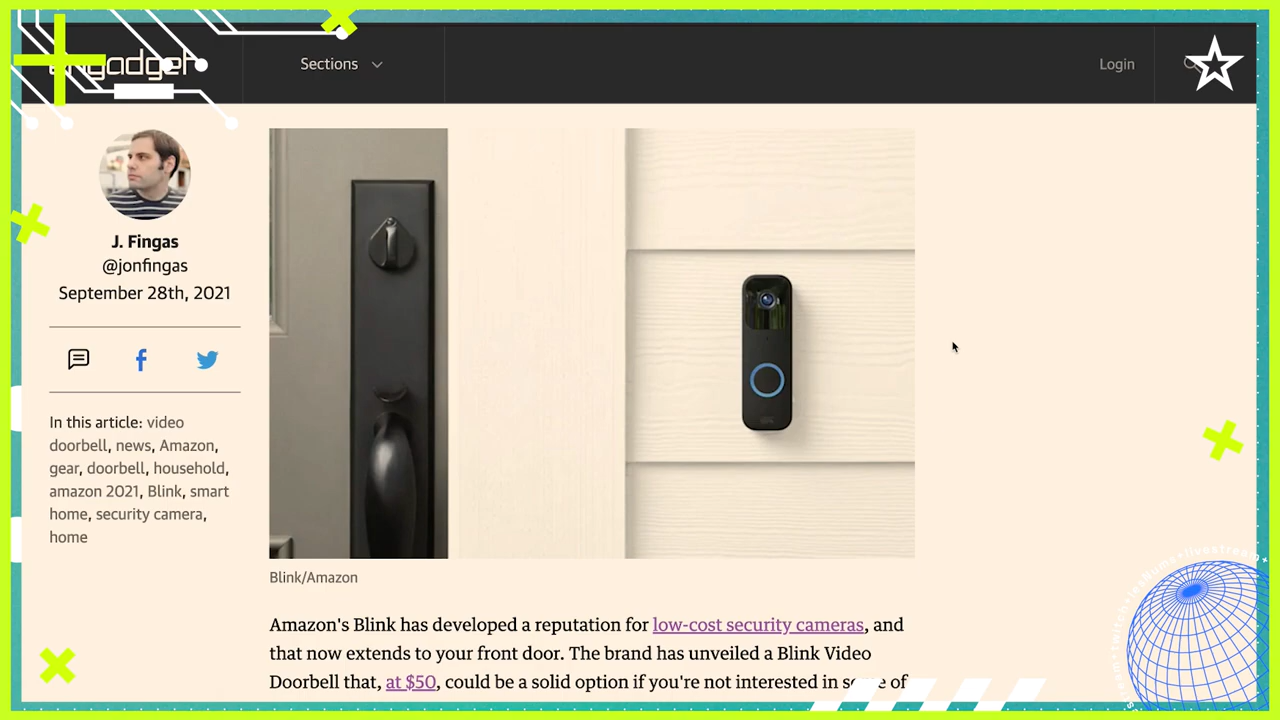 engadget
Sections
Login
J. Fingas
@jonfingas
September 28th, 2021
In this article: video
doorbell, news, Amazon,
gear, doorbell, household,
amazon 2021, Blink, smart
home, security camera,
home
Blink/Amazon
Amazon's Blink has developed a reputation for low-cost security cameras, and
that now extends to your front door. The brand has unveiled a Blink Video
Doorbell that, at $50, could be a solid option if you're not interested in some of